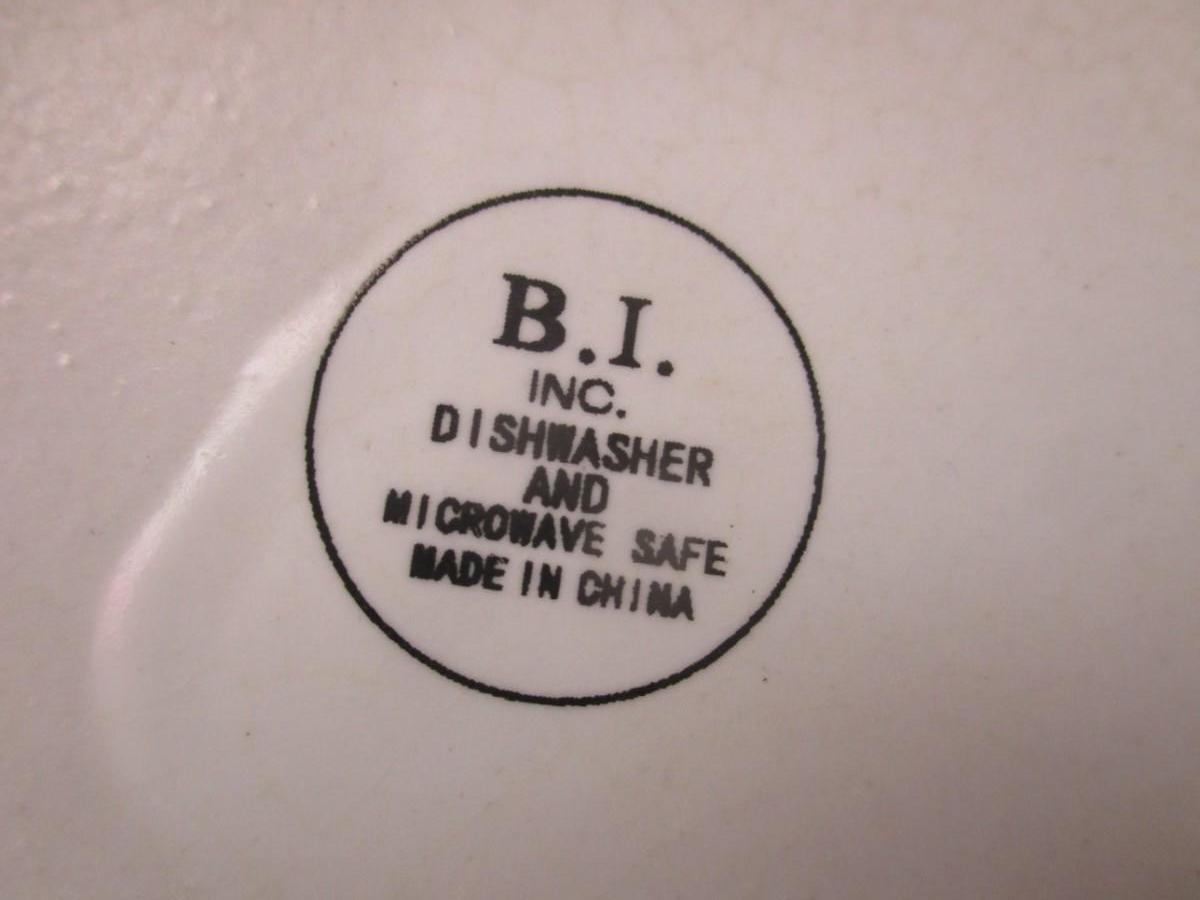 B.I.
INC.
DISHWASHER
AND
MICROWAVE SAFE
MADE IN CHINA